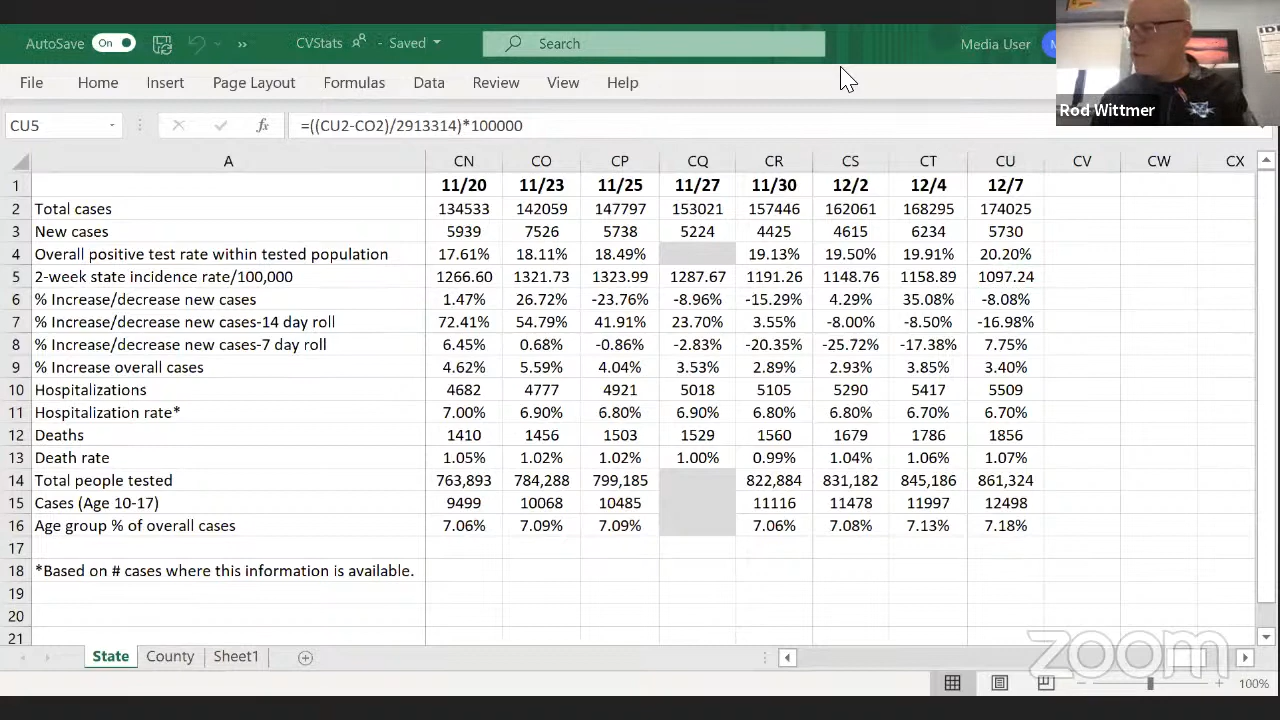 AutoSave On CVStats - Saved Search Media User M
File Home Insert Page Layout Formulas Data Review View Help
Rod Wittmer
CU5 fx =((CU2-CO2)/2913314)*100000
A CN CO CP CQ CR CS CT CU CV CW CX
1 11/20 11/23 11/25 11/27 11/30 12/2 12/4 12/7
2 Total cases 134533 142059 147797 153021 157446 162061 168295 174025
3 New cases 5939 7526 5738 5224 4425 4615 6234 5730
4 Overall positive test rate within tested population 17.61% 18.11% 18.49% 19.13% 19.50% 19.91% 20.20%
5 2-week state incidence rate/100,000 1266.60 1321.73 1323.99 1287.67 1191.26 1148.76 1158.89 1097.24
6 % Increase/decrease new cases 1.47% 26.72% -23.76% -8.96% -15.29% 4.29% 35.08% -8.08%
7 % Increase/decrease new cases-14 day roll 72.41% 54.79% 41.91% 23.70% 3.55% -8.00% -8.50% -16.98%
8 % Increase/decrease new cases-7 day roll 6.45% 0.68% -0.86% -2.83% -20.35% -25.72% -17.38% 7.75%
9 % Increase overall cases 4.62% 5.59% 4.04% 3.53% 2.89% 2.93% 3.85% 3.40%
10 Hospitalizations 4682 4777 4921 5018 5105 5290 5417 5509
11 Hospitalization rate* 7.00% 6.90% 6.80% 6.90% 6.80% 6.80% 6.70% 6.70%
12 Deaths 1410 1456 1503 1529 1560 1679 1786 1856
13 Death rate 1.05% 1.02% 1.02% 1.00% 0.99% 1.04% 1.06% 1.07%
14 Total people tested 763,893 784,288 799,185 822,884 831,182 845,186 861,324
15 Cases (Age 10-17) 9499 10068 10485 11116 11478 11997 12498
16 Age group % of overall cases 7.06% 7.09% 7.09% 7.06% 7.08% 7.13% 7.18%
17
18 *Based on # cases where this information is available.
19
20
21
State County Sheet1
zoom
100%